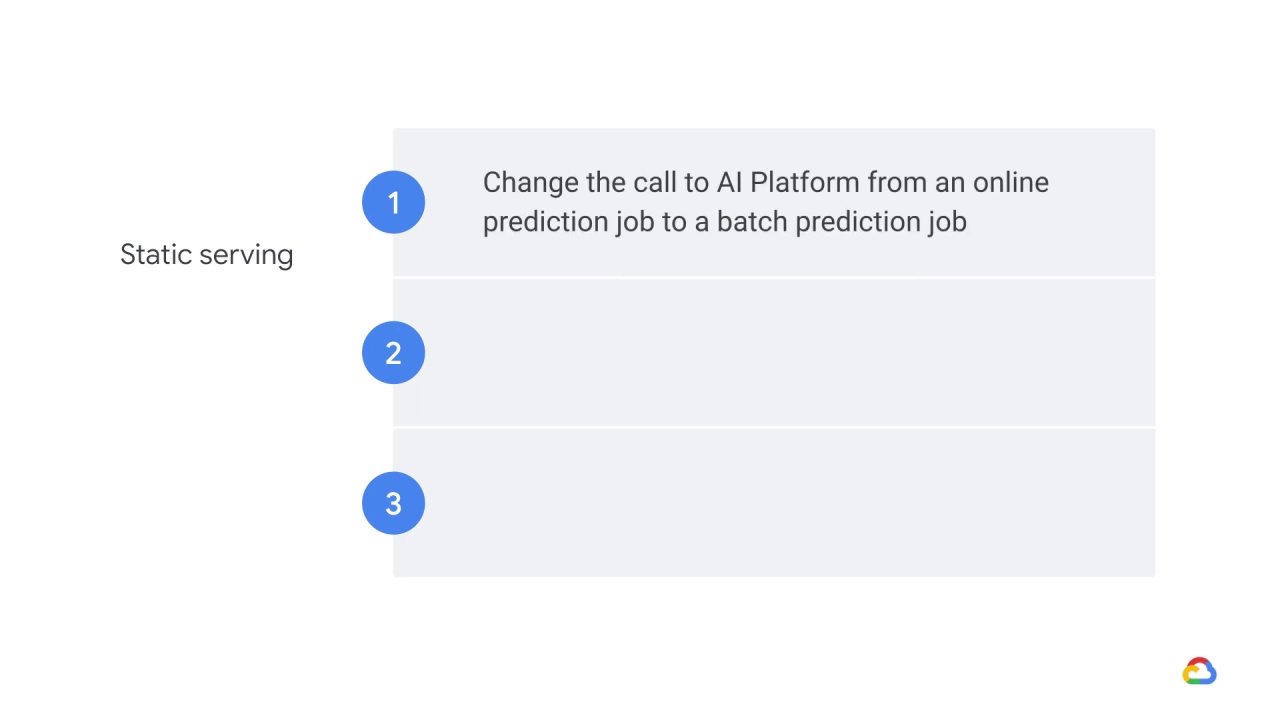 Static serving
1
Change the call to AI Platform from an online
prediction job to a batch prediction job
2
3